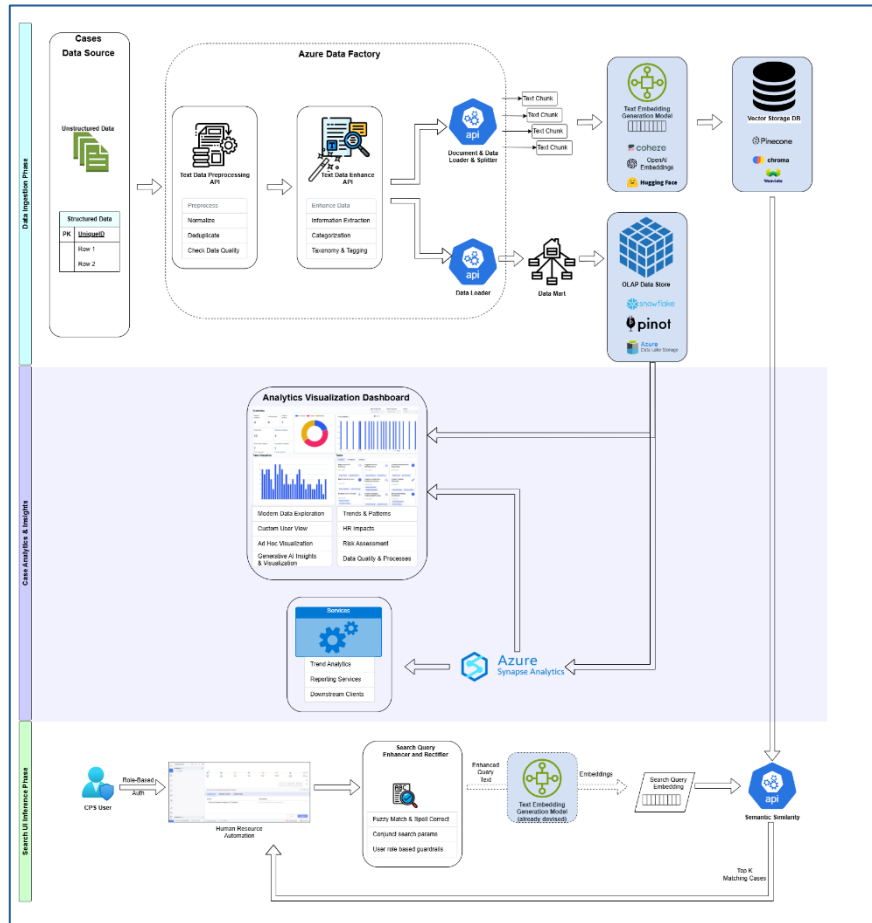 Cases
Data Source
Unstructured Data
Structured Data
PK
UniqueID
Row 1
Row 2
Data Ingestion Phase
Azure Data Factory
Text Data Preprocessing
API
Preprocess
Normalize
Deduplicate
Check Data Quality
Text Data Enhance
API
Enhance Data
Information Extraction
Categorization
Taxonomy & Tagging
api
Document & Data
Loader & Splitter
Text Chunk
Text Chunk
Text Chunk
Text Chunk
api
Data Loader
Data Mart
Text Embedding
Generation Model
cohere
OpenAI
Embeddings
Hugging Face
Vector Storage DB
Pinecone
chroma
Weaviate
OLAP Data Store
snowflake
pinot
Azure
Data Lake Storage
Case Analytics & Insights
Analytics Visualization Dashboard
Modern Data Exploration
Custom User View
Ad Hoc Visualization
Generative AI Insights
& Visualization
Trends & Patterns
HR Impacts
Risk Assessment
Data Quality & Processes
Services
Trend Analytics
Reporting Services
Downstream Clients
Azure
Synapse Analytics
Search UI Inference Phase
CPS User
Role-Based
Auth
Human Resource
Automation
Search Query
Enhancer and Rectifier
Fuzzy Match & Spell Correct
Conjunct search params
User role based guardrails
Enhanced
Query
Text
Text Embedding
Generation Model
(already devised)
Embeddings
Search Query
Embedding
api
Semantic Similarity
Top K
Matching Cases